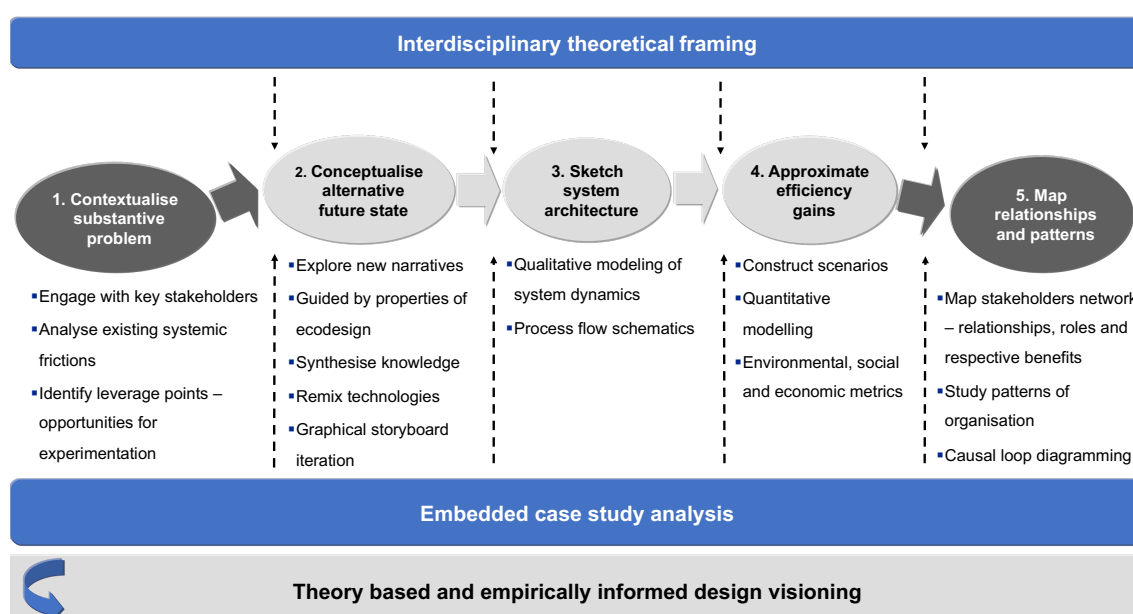 Interdisciplinary theoretical framing
1. Contextualise
substantive
problem
▪Engage with key stakeholders
▪Analyse existing systemic
frictions
▪Identify leverage points –
opportunities for
experimentation
2. Conceptualise
alternative
future state
▪Explore new narratives
▪Guided by properties of
ecodesign
▪Synthesise knowledge
▪Remix technologies
▪Graphical storyboard
iteration
3. Sketch
system
architecture
▪Qualitative modeling of
system dynamics
▪Process flow schematics
4. Approximate
efficiency
gains
▪Construct scenarios
▪Quantitative
modelling
▪Environmental, social
and economic metrics
5. Map
relationships
and patterns
▪Map stakeholders network
– relationships, roles and
respective benefits
▪Study patterns of
organisation
▪Causal loop diagramming
Embedded case study analysis
Theory based and empirically informed design visioning